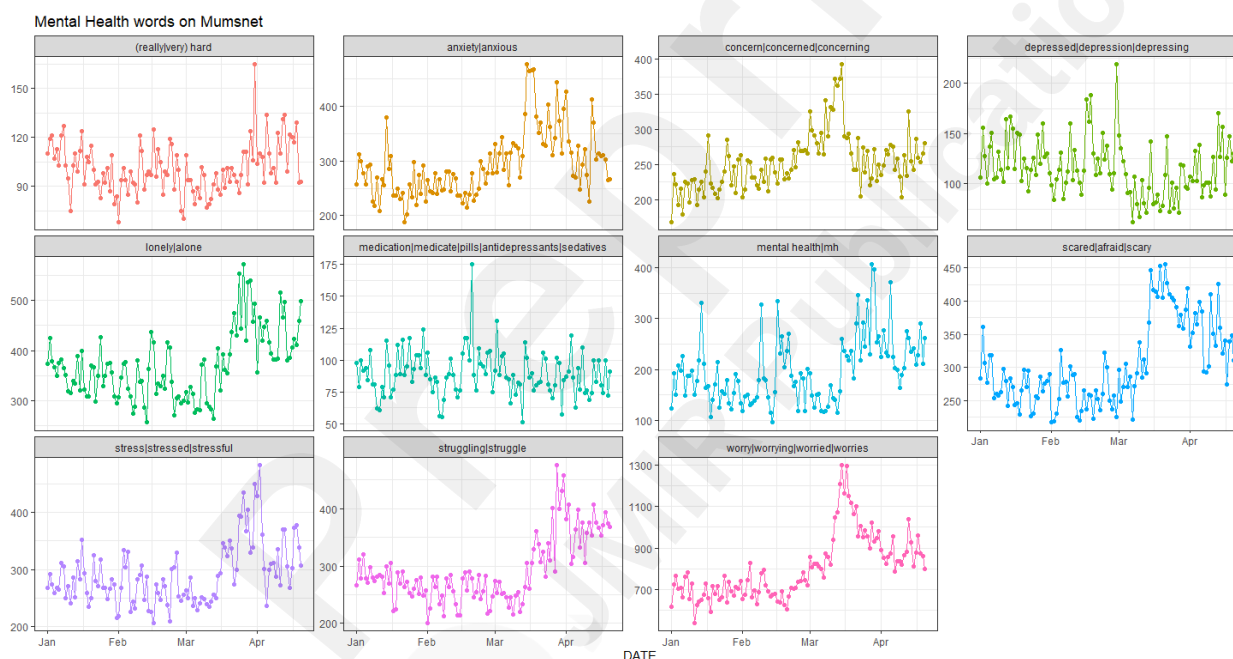 Mental Health words on Mumsnet
(really|very) hard
anxiety|anxious
concern|concerned|concerning
depressed|depression|depressing
150
120
90
400
300
200
400
350
300
250
200
200
150
100
lonely|alone
medication|medicate|pills|antidepressants|sedatives
mental health|mh
scared|afraid|scary
500
400
300
175
150
125
100
75
50
400
300
200
100
450
400
350
300
250
Jan Feb Mar Apr
stress|stressed|stressful
struggling|struggle
worry|worrying|worried|worries
400
300
200
400
300
200
1300
1100
900
700
Jan Feb Mar Apr
Jan Feb Mar Apr
Jan Feb Mar Apr
DATE
Preprint
JMIR Publications